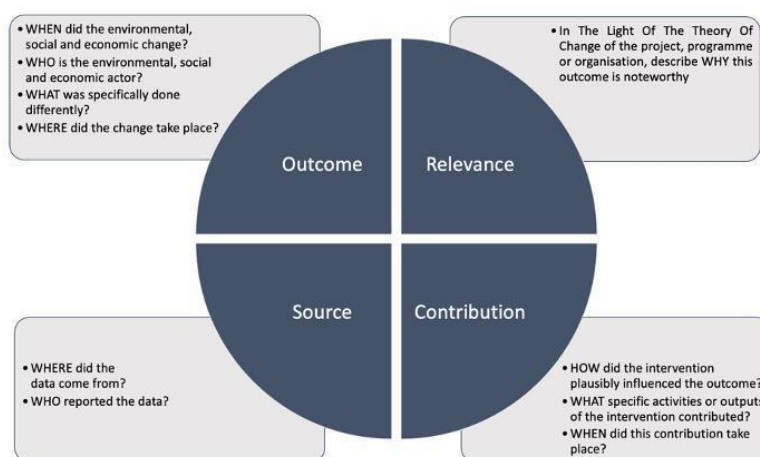 • WHEN did the environmental,
social and economic change?
• WHO is the environmental, social
and economic actor?
• WHAT was specifically done
differently?
• WHERE did the change take place?
• In The Light Of The Theory Of
Change of the project, programme
or organisation, describe WHY this
outcome is noteworthy
Outcome
Relevance
Source
Contribution
• WHERE did the
data come from?
• WHO reported the data?
• HOW did the intervention
plausibly influenced the outcome?
• WHAT specific activities or outputs
of the intervention contributed?
• WHEN did this contribution take
place?